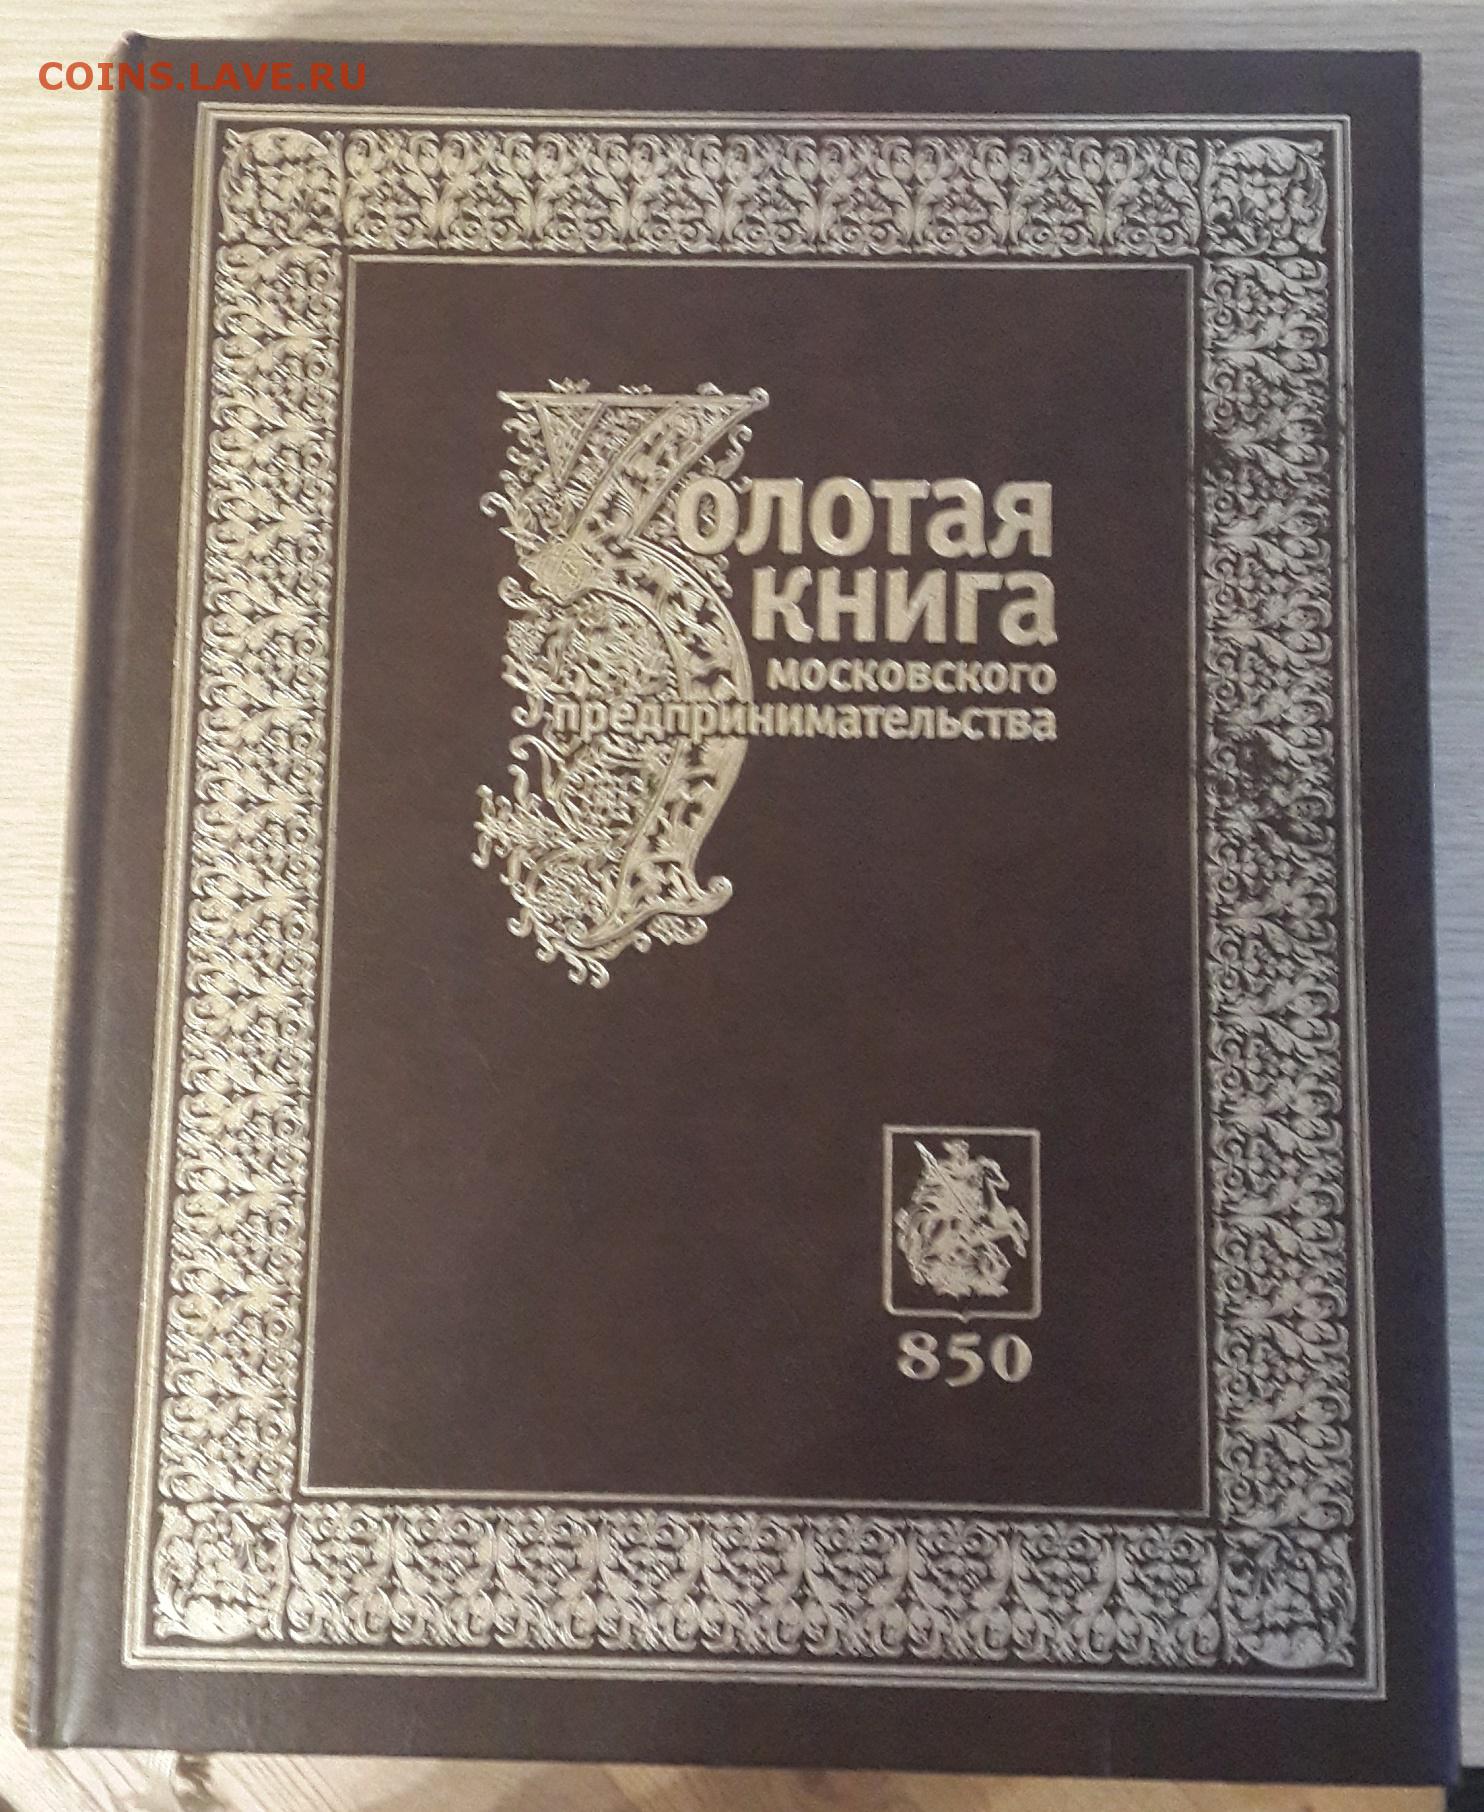 COINS.LAVE.RU
Золотая
книга
московского
предпринимательства
850